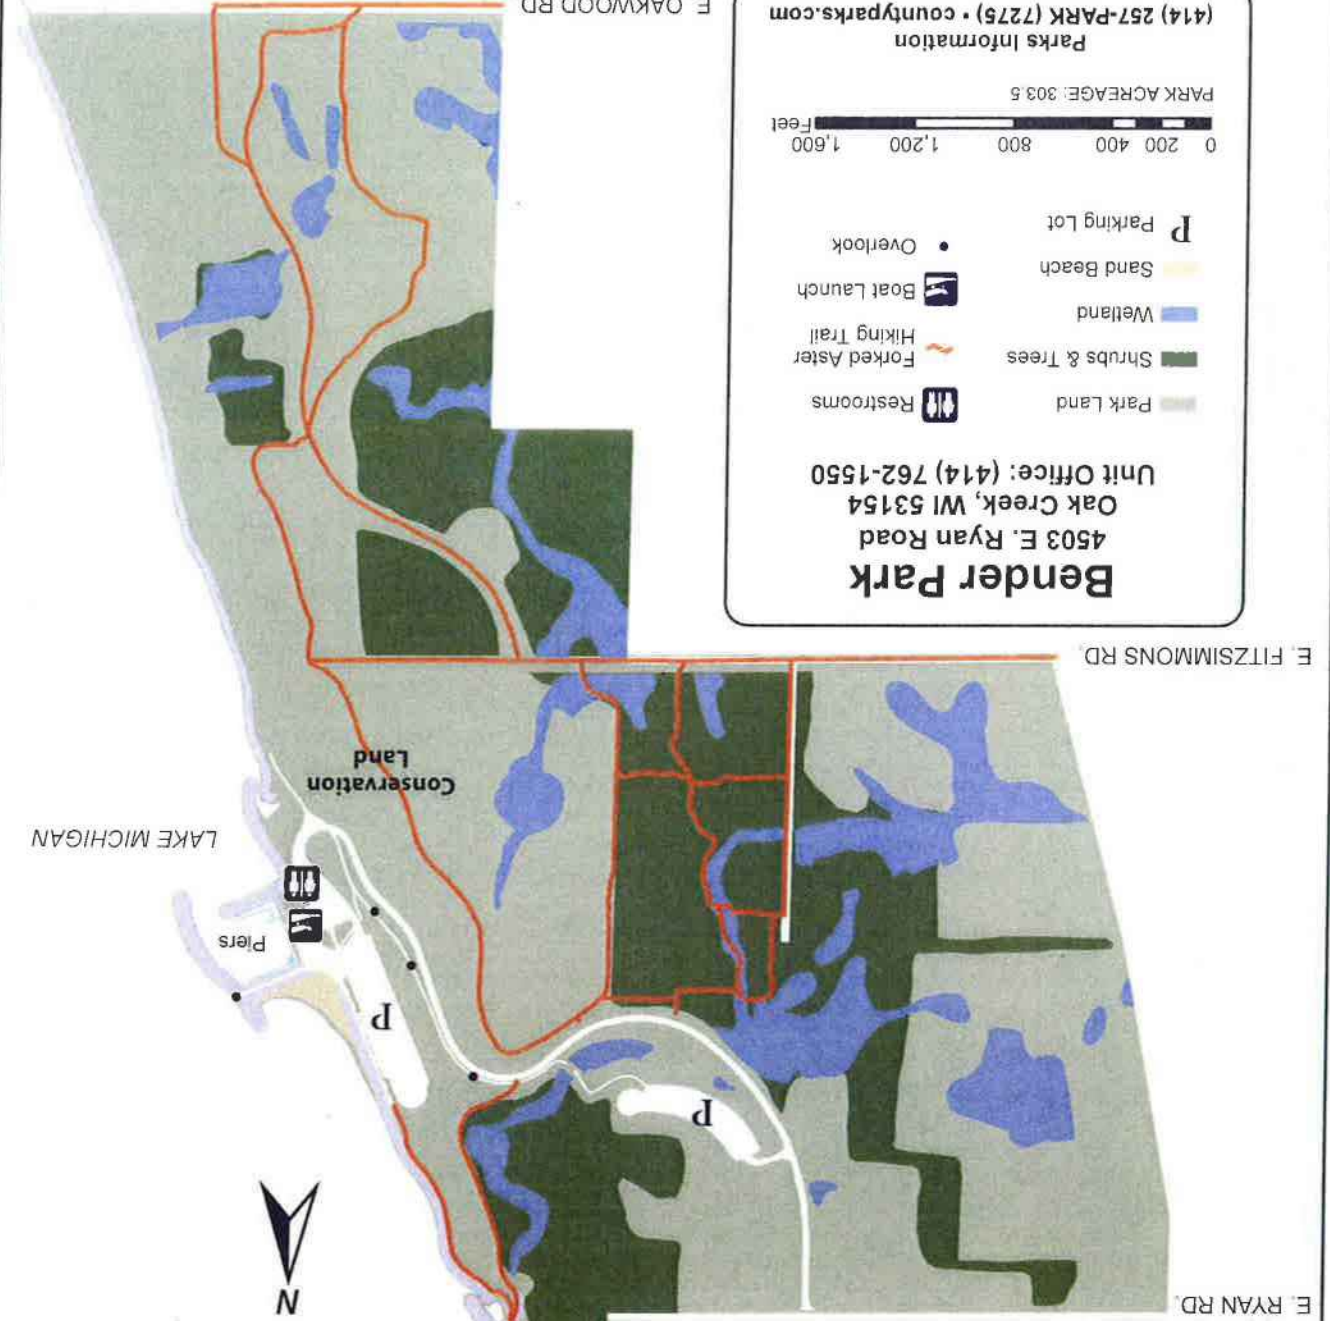 E. RYAN RD.
N
P
P
Piers
LAKE MICHIGAN
Conservation
Land
E. FITZSIMMONS RD.
Bender Park
4503 E. Ryan Road
Oak Creek, WI 53154
Unit Office: (414) 762-1550
Park Land
Shrubs & Trees
Wetland
Sand Beach
P Parking Lot
Restrooms
Forked Aster
Hiking Trail
Boat Launch
Overlook
0 200 400 800 1,200 1,600
Feet
PARK ACREAGE: 303.5
Parks Information
(414) 257-PARK (7275) • countyparks.com
E. OAKWOOD RD